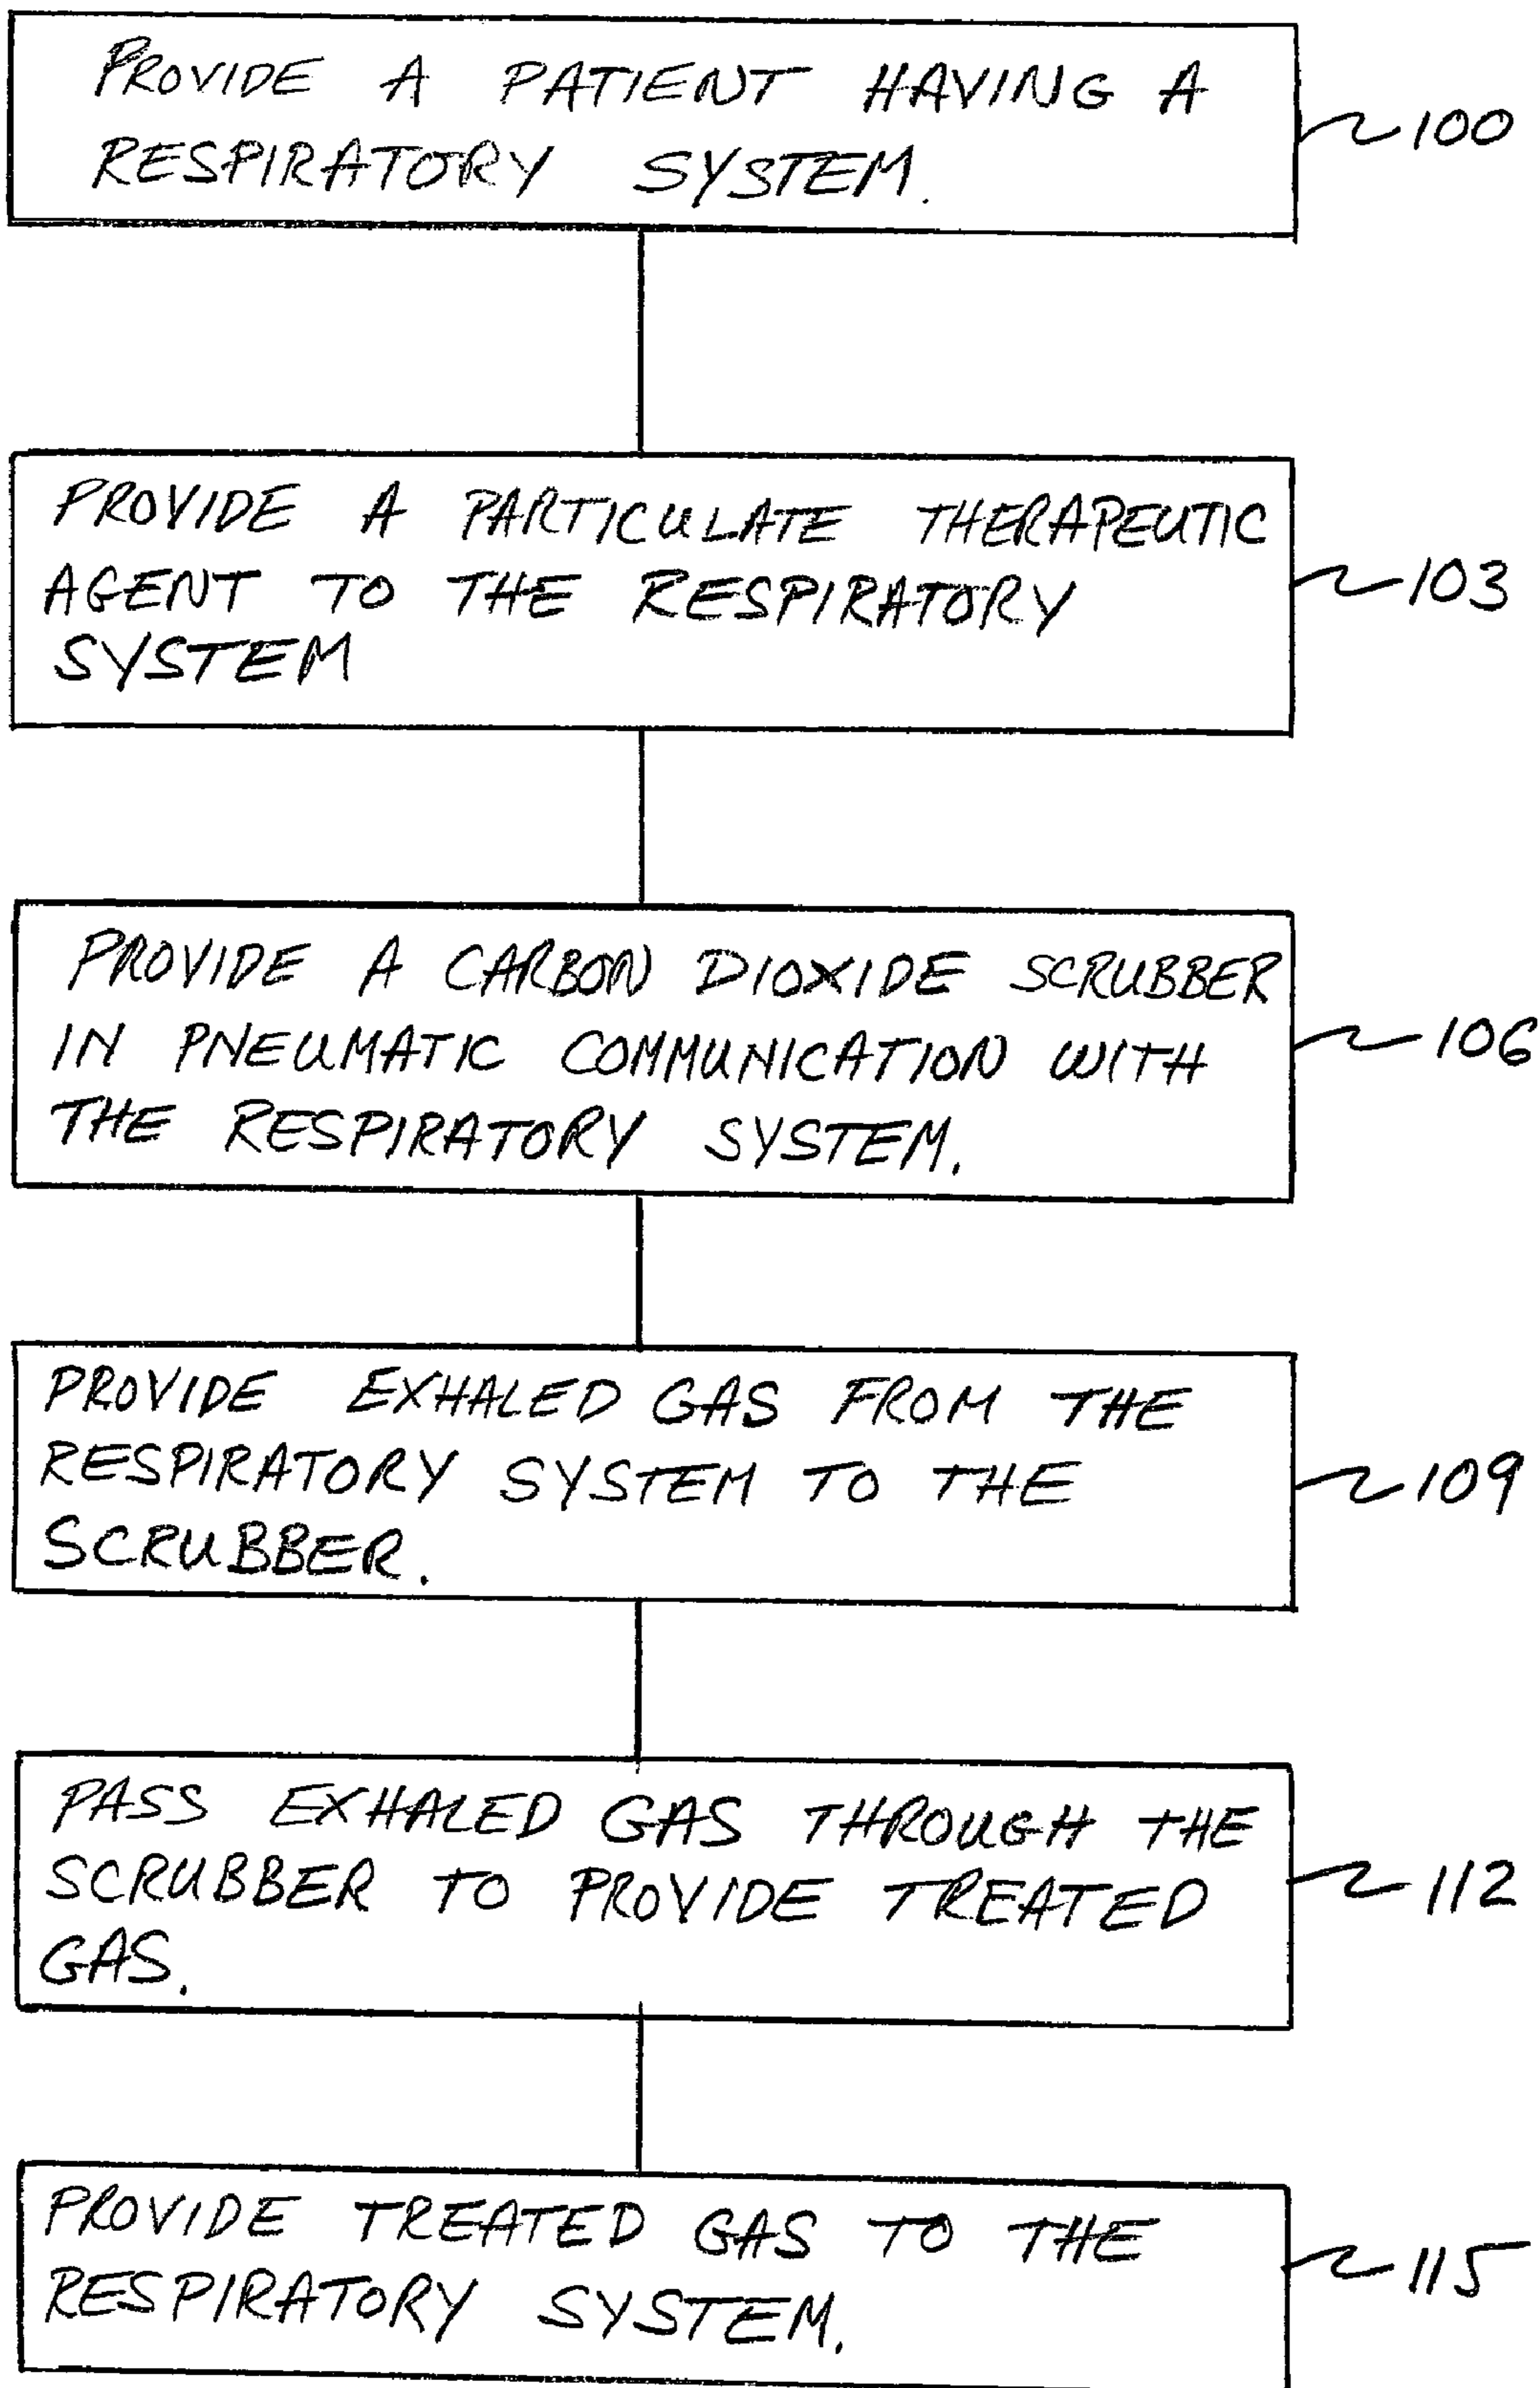 PROVIDE A PATIENT HAVING A
RESPIRATORY SYSTEM.
100
PROVIDE A PARTICULATE THERAPEUTIC
AGENT TO THE RESPIRATORY
SYSTEM
103
PROVIDE A CARBON DIOXIDE SCRUBBER
IN PNEUMATIC COMMUNICATION WITH
THE RESPIRATORY SYSTEM.
106
PROVIDE EXHALED GAS FROM THE
RESPIRATORY SYSTEM TO THE
SCRUBBER.
109
PASS EXHALED GAS THROUGH THE
SCRUBBER TO PROVIDE TREATED
GAS.
112
PROVIDE TREATED GAS TO THE
RESPIRATORY SYSTEM.
115